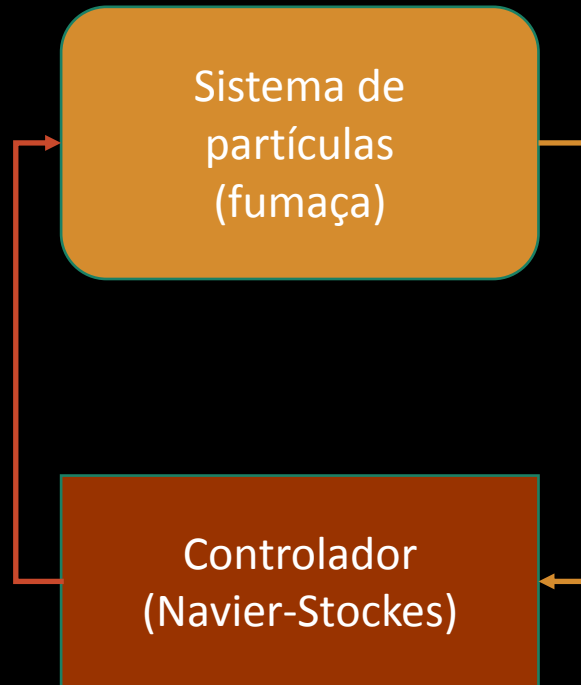 Sistema de
partículas
(fumaça)
Controlador
(Navier-Stockes)